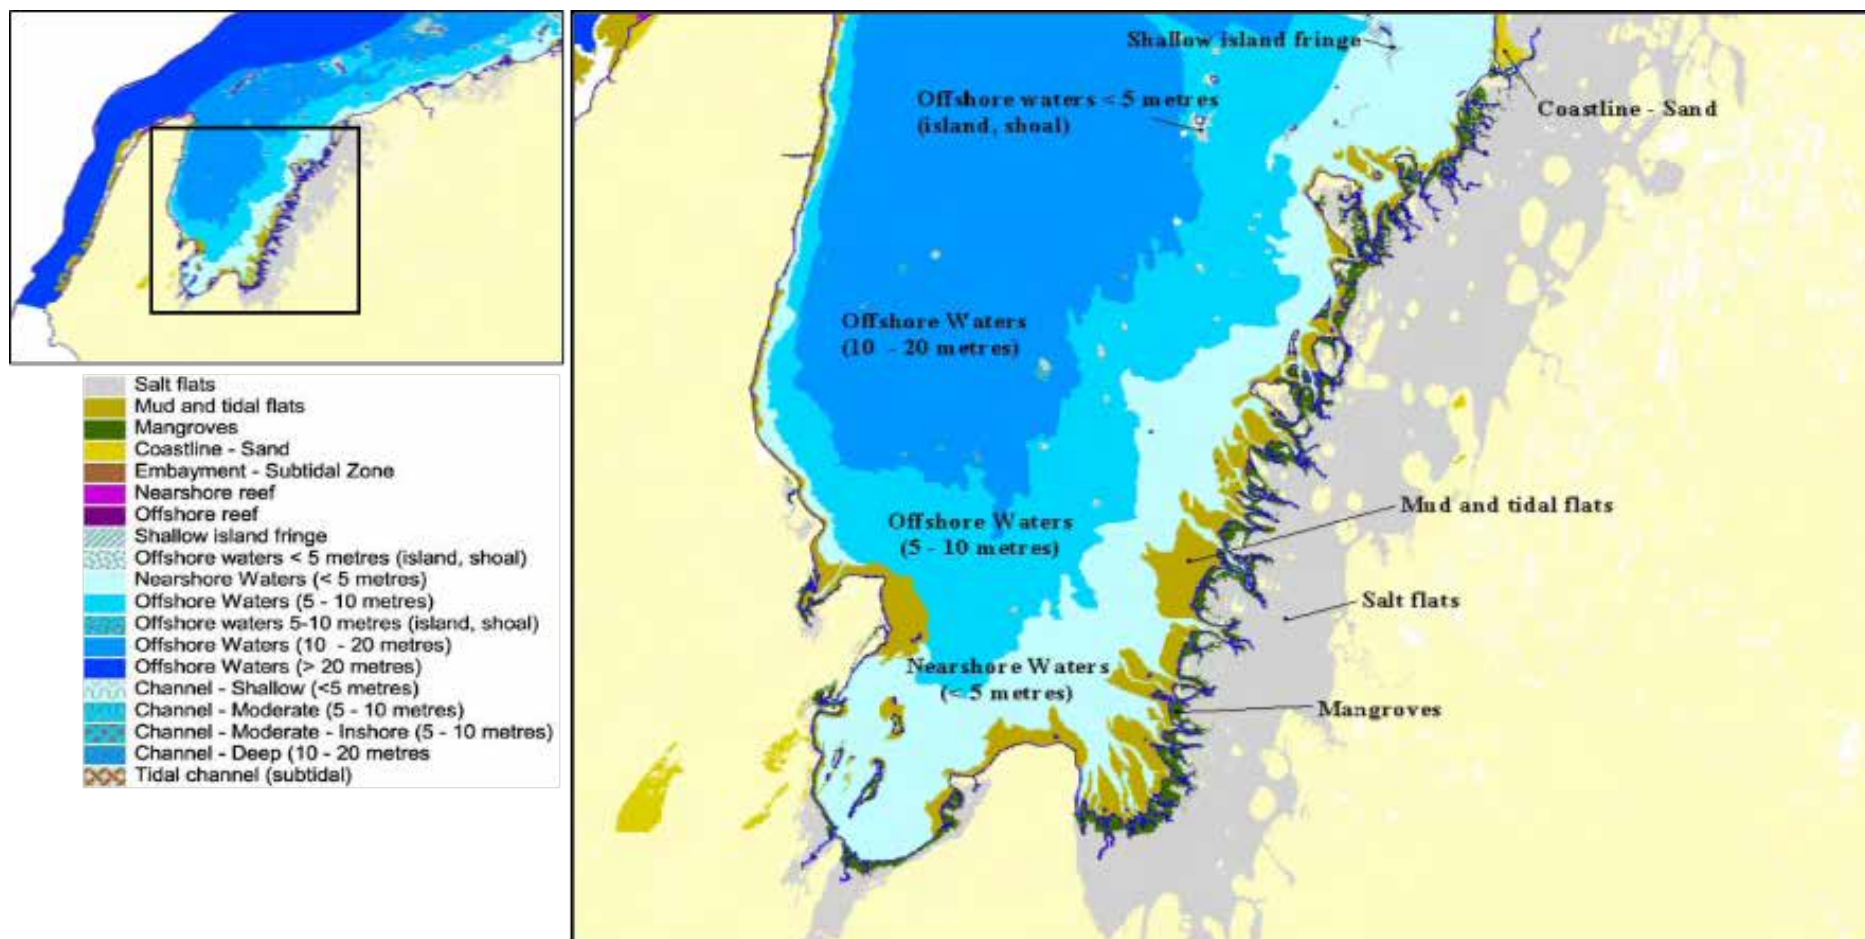 Salt flats
Mud and tidal flats
Mangroves
Coastline - Sand
Embayment - Subtidal Zone
Nearshore reef
Offshore reef
Shallow island fringe
Offshore waters < 5 metres (island, shoal)
Nearshore Waters (< 5 metres)
Offshore Waters (5 - 10 metres)
Offshore waters 5-10 metres (island, shoal)
Offshore Waters (10 - 20 metres)
Offshore Waters (> 20 metres)
Channel - Shallow (<5 metres)
Channel - Moderate (5 - 10 metres)
Channel - Moderate - Inshore (5 - 10 metres)
Channel - Deep (10 - 20 metres
Tidal channel (subtidal)
Shallow island fringe
Offshore waters < 5 metres
(island, shoal)
Coastline - Sand
Offshore Waters
(10 - 20 metres)
Mud and tidal flats
Offshore Waters
(5 - 10 metres)
Salt flats
Nearshore Waters
(< 5 metres)
Mangroves